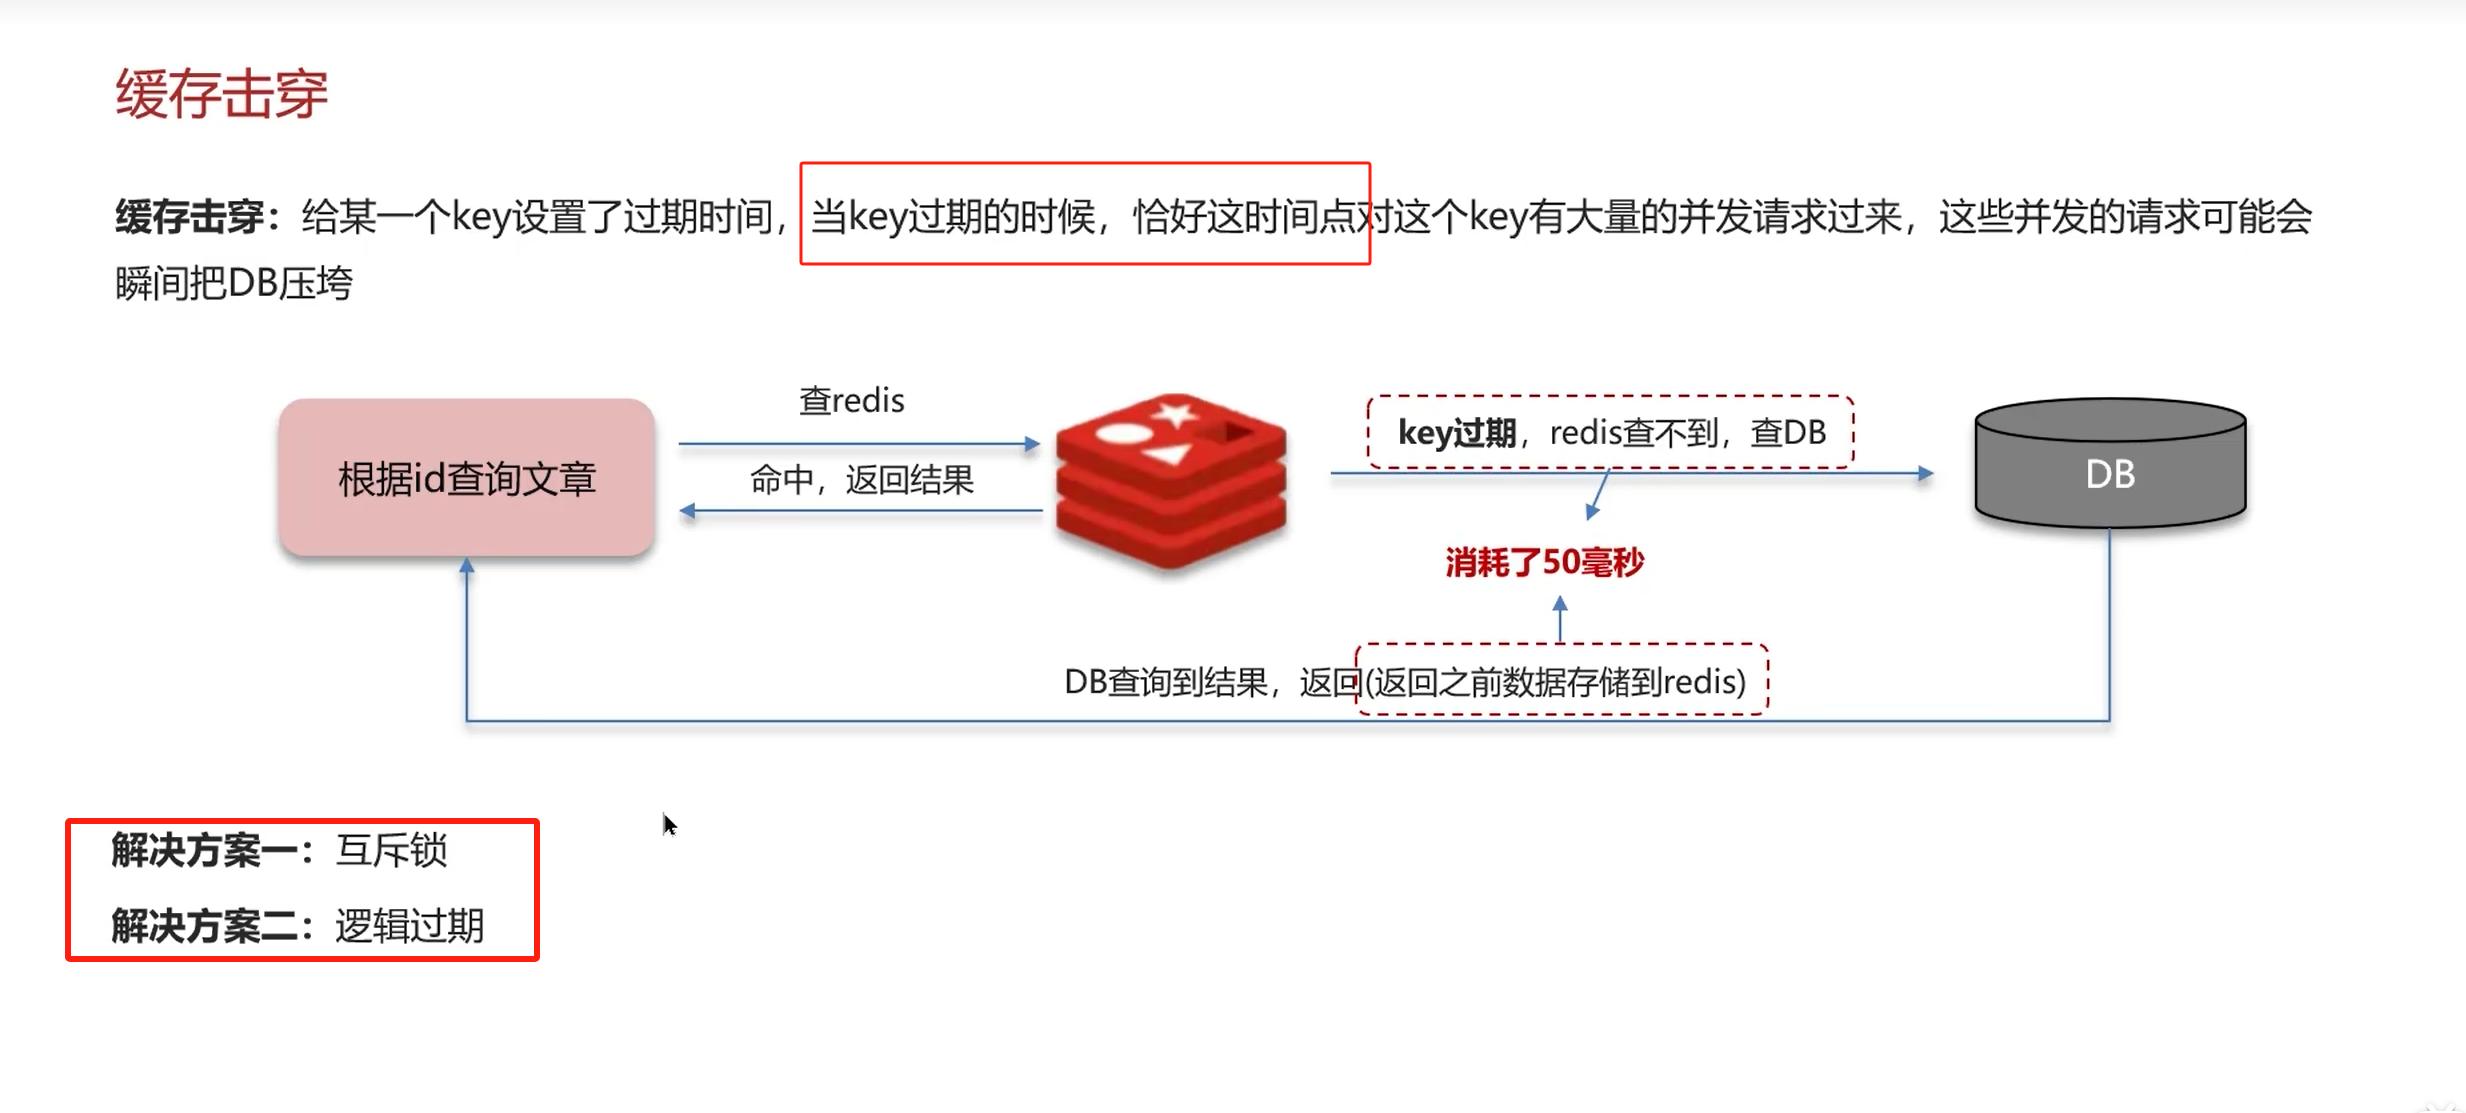 缓存击穿
缓存击穿：给某一个key设置了过期时间，当key过期的时候，恰好这时间点对这个key有大量的并发请求过来，这些并发的请求可能会
瞬间把DB压垮
查redis
key过期，redis查不到，查DB
根据id查询文章
命中，返回结果
DB
消耗了50毫秒
DB查询到结果，返回(返回之前数据存储到redis)
解决方案一：互斥锁
解决方案二：逻辑过期